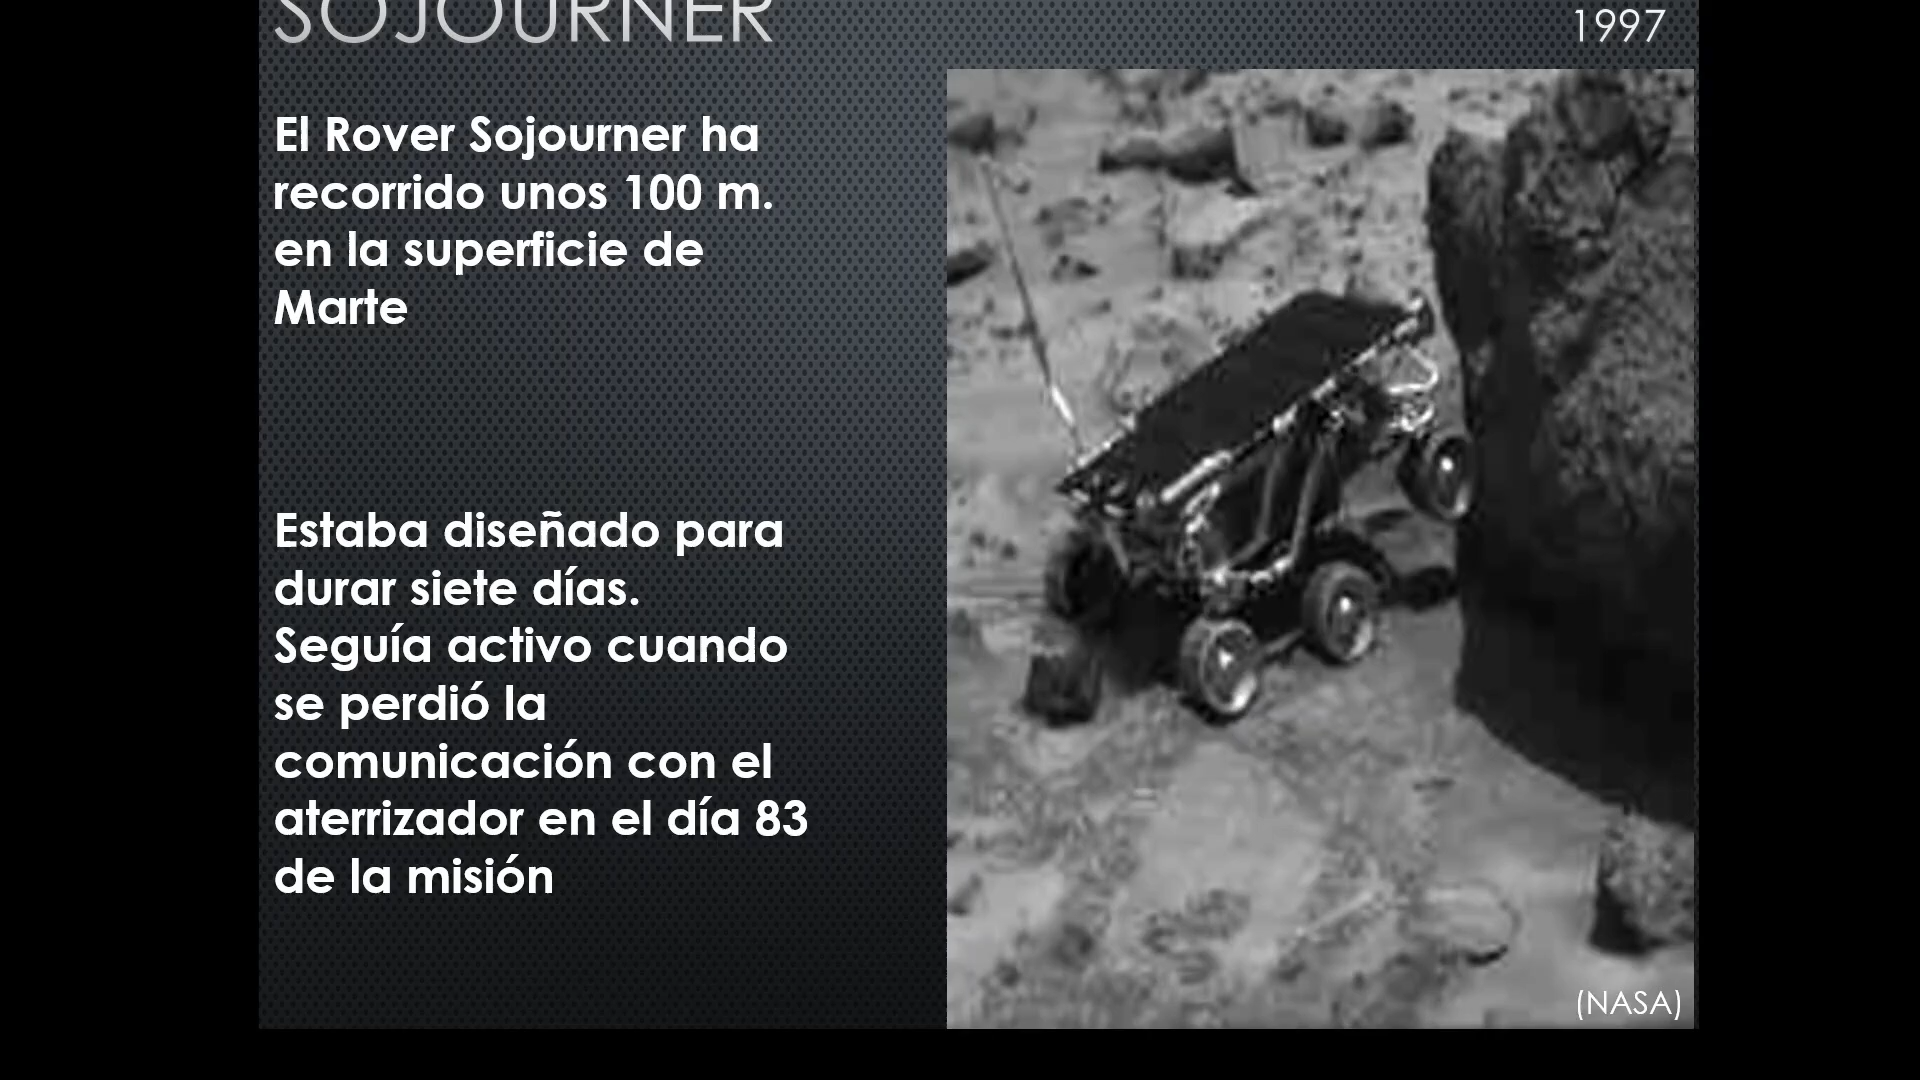 SOJOURNER
1997
El Rover Sojourner ha
recorrido unos 100 m.
en la superficie de
Marte
Estaba diseñado para
durar siete días.
Seguía activo cuando
se perdió la
comunicación con el
aterrizador en el día 83
de la misión
(NASA)